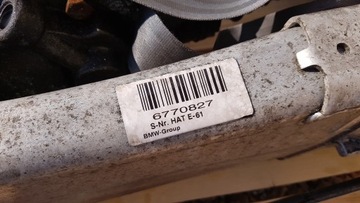 6770827
S-Nr. HAT E-61
BMW-Group